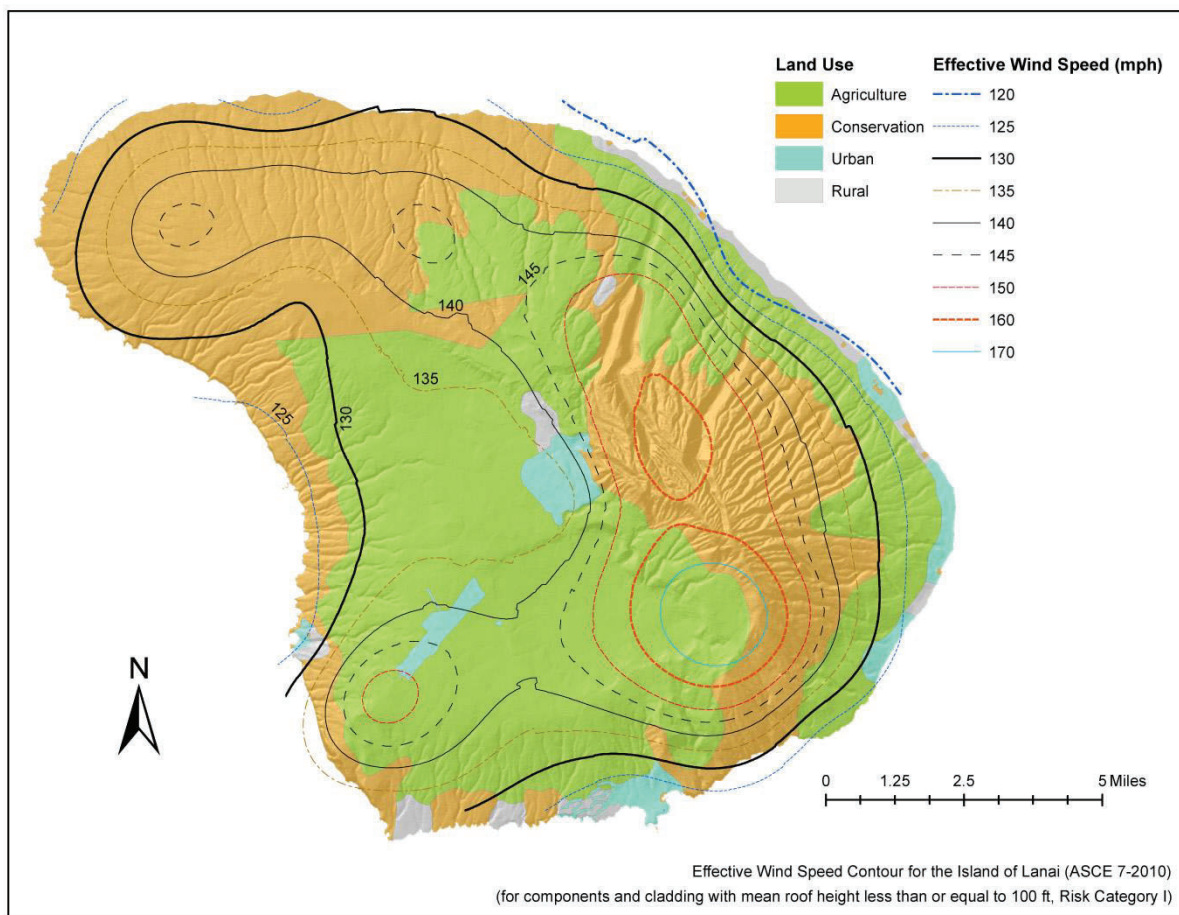 Land Use
Agriculture
Conservation
Urban
Rural
Effective Wind Speed (mph)
120
125
130
135
140
145
150
160
170
145
140
135
130
125
N
0 1.25 2.5 5 Miles
Effective Wind Speed Contour for the Island of Lanai (ASCE 7-2010)
(for components and cladding with mean roof height less than or equal to 100 ft, Risk Category I)